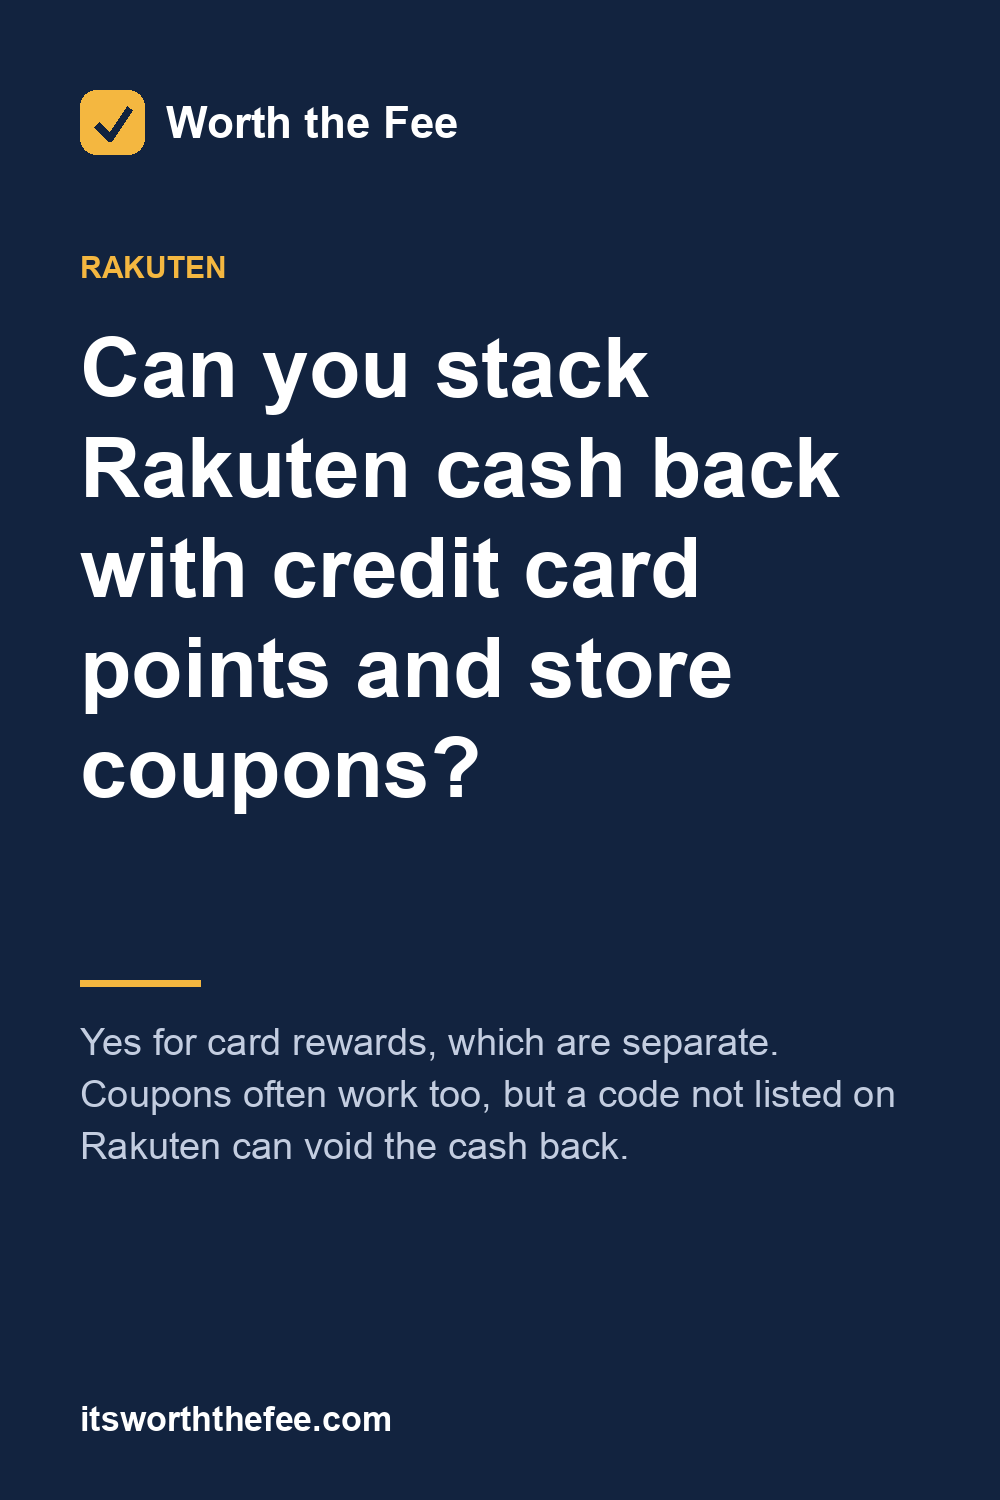 Worth the Fee
RAKUTEN
Can you stack
Rakuten cash back
with credit card
points and store
coupons?
Yes for card rewards, which are separate.
Coupons often work too, but a code not listed on
Rakuten can void the cash back.
itsworththefee.com